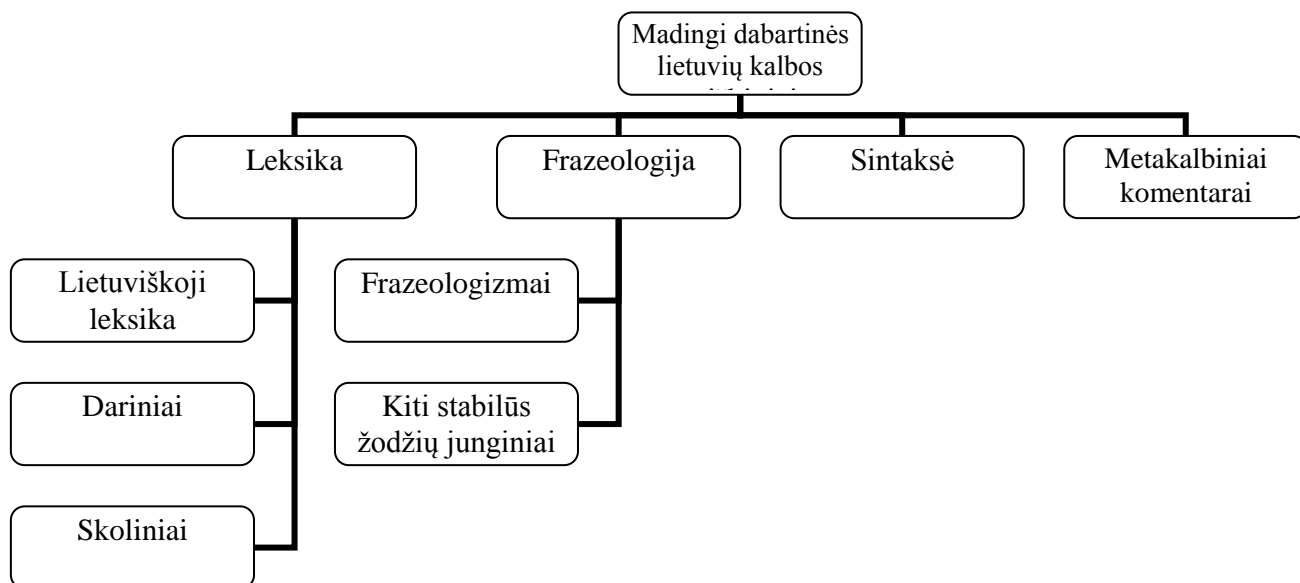 Madingi dabartinės
lietuvių kalbos
Leksika
Frazeologija
Sintaksė
Metakalbiniai
komentarai
Lietuviškoji
leksika
Frazeologizmai
Dariniai
Kiti stabilūs
žodžių junginiai
Skoliniai